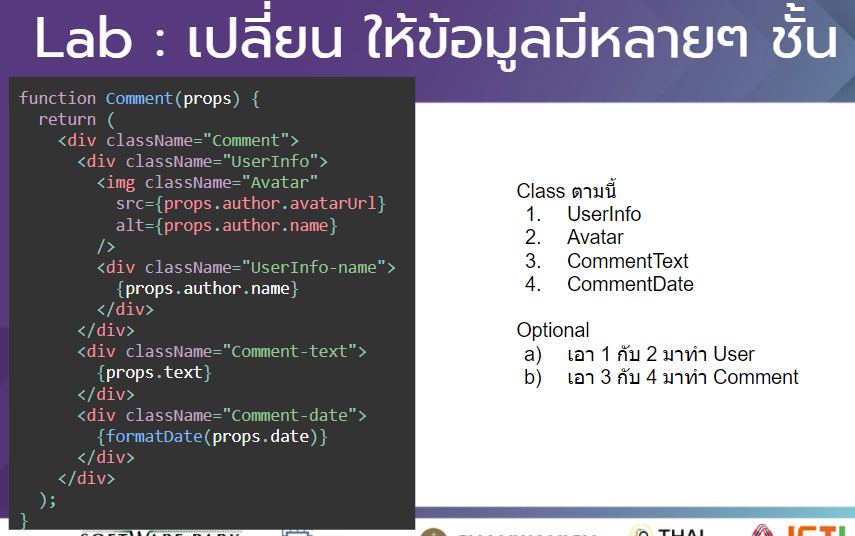 Lab : เปลี่ยน ให้ข้อมูลมีหลายๆ ชั้น
function Comment(props) {
  return (
    <div className="Comment">
      <div className="UserInfo">
        <img className="Avatar"
          src={props.author.avatarUrl}
          alt={props.author.name}
        />
        <div className="UserInfo-name">
          {props.author.name}
        </div>
      </div>
      <div className="Comment-text">
        {props.text}
      </div>
      <div className="Comment-date">
        {formatDate(props.date)}
      </div>
    </div>
  );
}
Class ตามนี้
1. UserInfo
2. Avatar
3. CommentText
4. CommentDate
Optional
a) เอา 1 กับ 2 มาทำ User
b) เอา 3 กับ 4 มาทำ Comment
SOFTWARE PARK
THAI